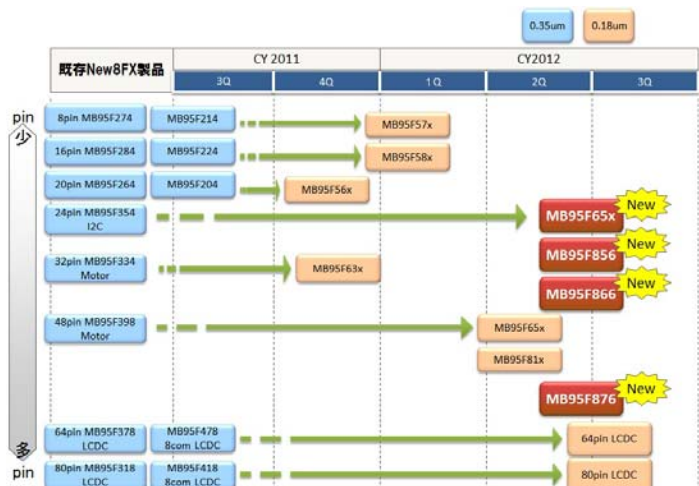 0.35um 0.18um
既存New8FX製品 CY 2011 CY2012
3Q 4Q 1Q 2Q 3Q
pin
少
8pin MB95F274 MB95F214 MB95F57x
16pin MB95F284 MB95F224 MB95F58x
20pin MB95F264 MB95F204 MB95F56x
24pin MB95F354
I2C
MB95F65x New
MB95F856 New
32pin MB95F334
Motor
MB95F63x
MB95F866 New
48pin MB95F398
Motor
MB95F65x
MB95F81x
MB95F876 New
64pin MB95F378
LCDC
MB95F478
8com LCDC
64pin LCDC
多
pin
80pin MB95F318
LCDC
MB95F418
8com LCDC
80pin LCDC